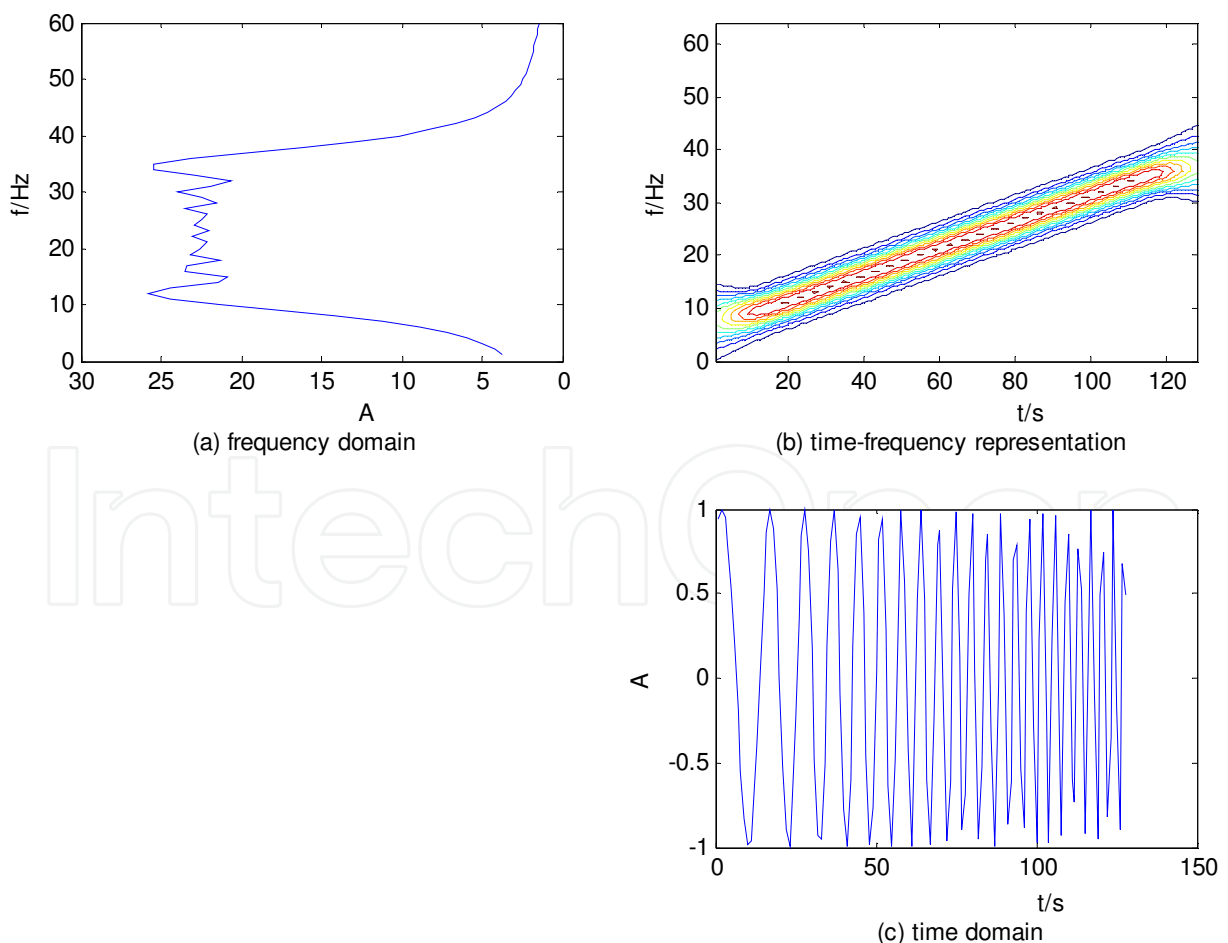 60
50
40
30
20
10
0
f/Hz
30 25 20 15 10 5 0
A
(a) frequency domain
60
50
40
30
20
10
0
f/Hz
20 40 60 80 100 120
t/s
(b) time-frequency representation
IntechOpen
1
0.5
0
-0.5
-1
A
0 50 100 150
t/s
(c) time domain